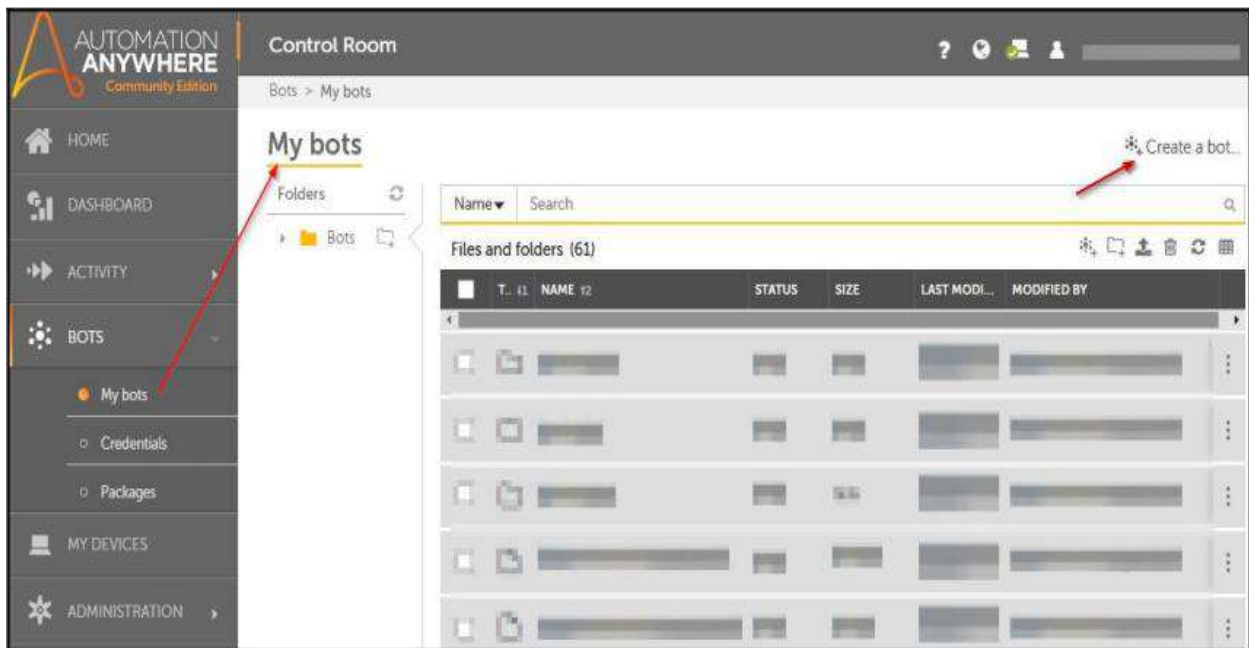 AUTOMATION
ANYWHERE
Community Edition
Control Room
?
Bots > My bots
HOME
DASHBOARD
ACTIVITY
BOTS
My bots
Credentials
Packages
MY DEVICES
ADMINISTRATION
My bots
Create a bot...
Folders
Bots
Name
Search
Files and folders (61)
T... NAME STATUS SIZE LAST MODI... MODIFIED BY